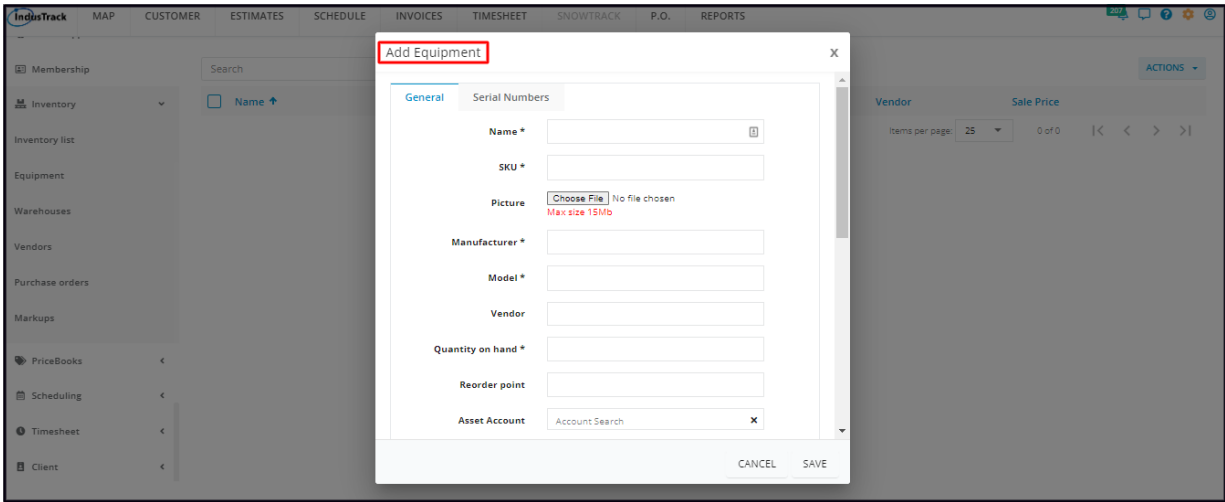 IndusTrack MAP CUSTOMER ESTIMATES SCHEDULE INVOICES TIMESHEET SNOWTRACK P.O. REPORTS 207
Add Equipment x
Membership Search ACTIONS
General Serial Numbers
Inventory Name Vendor Sale Price
Name *
Items per page: 25 0 of 0
Inventory list
SKU *
Equipment
Picture Choose File No file chosen
Max size 15Mb
Warehouses
Manufacturer *
Vendors
Model *
Purchase orders
Vendor
Markups
Quantity on hand *
PriceBooks
Reorder point
Scheduling
Asset Account Account Search x
Timesheet
Client CANCEL SAVE